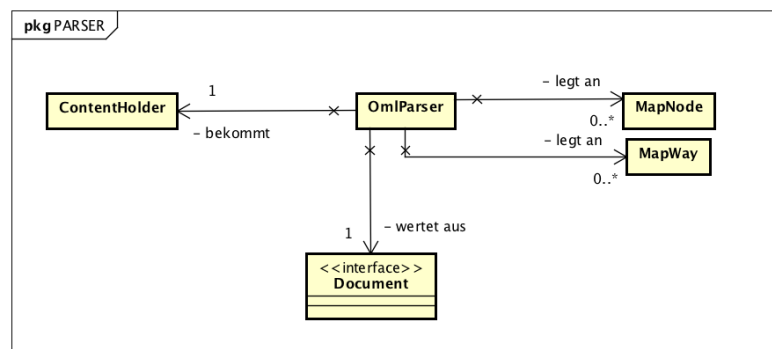 pkg PARSER
1
ContentHolder
- bekommt
OmlParser
- legt an
MapNode
0..*
- legt an
MapWay
0..*
- wertet aus
1
<<interface>>
Document